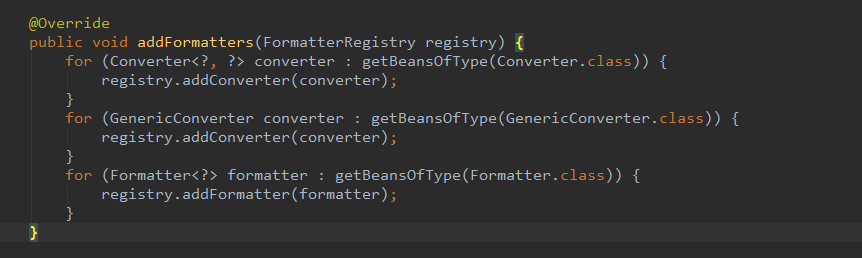 @Override
public void addFormatters(FormatterRegistry registry) {
    for (Converter<?, ?> converter : getBeansOfType(Converter.class)) {
        registry.addConverter(converter);
    }
    for (GenericConverter converter : getBeansOfType(GenericConverter.class)) {
        registry.addConverter(converter);
    }
    for (Formatter<?> formatter : getBeansOfType(Formatter.class)) {
        registry.addFormatter(formatter);
    }
}